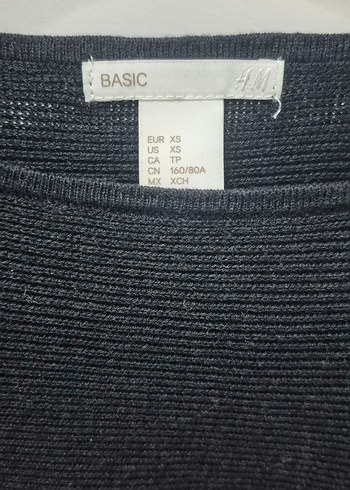 BASIC H&M
EUR XS
US XS
CA TP
CN 160/80A
MX XCH